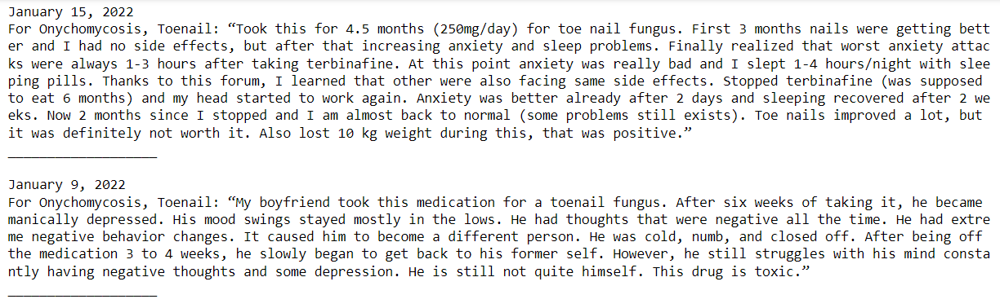 January 15, 2022
For Onychomycosis, Toenail: “Took this for 4.5 months (250mg/day) for toe nail fungus. First 3 months nails were getting bett
er and I had no side effects, but after that increasing anxiety and sleep problems. Finally realized that worst anxiety attac
ks were always 1-3 hours after taking terbinafine. At this point anxiety was really bad and I slept 1-4 hours/night with slee
ping pills. Thanks to this forum, I learned that other were also facing same side effects. Stopped terbinafine (was supposed
to eat 6 months) and my head started to work again. Anxiety was better already after 2 days and sleeping recovered after 2 we
eks. Now 2 months since I stopped and I am almost back to normal (some problems still exists). Toe nails improved a lot, but
it was definitely not worth it. Also lost 10 kg weight during this, that was positive.”
___________________
January 9, 2022
For Onychomycosis, Toenail: “My boyfriend took this medication for a toenail fungus. After six weeks of taking it, he became
manically depressed. His mood swings stayed mostly in the lows. He had thoughts that were negative all the time. He had extre
me negative behavior changes. It caused him to become a different person. He was cold, numb, and closed off. After being off
the medication 3 to 4 weeks, he slowly began to get back to his former self. However, he still struggles with his mind consta
ntly having negative thoughts and some depression. He is still not quite himself. This drug is toxic.”
___________________